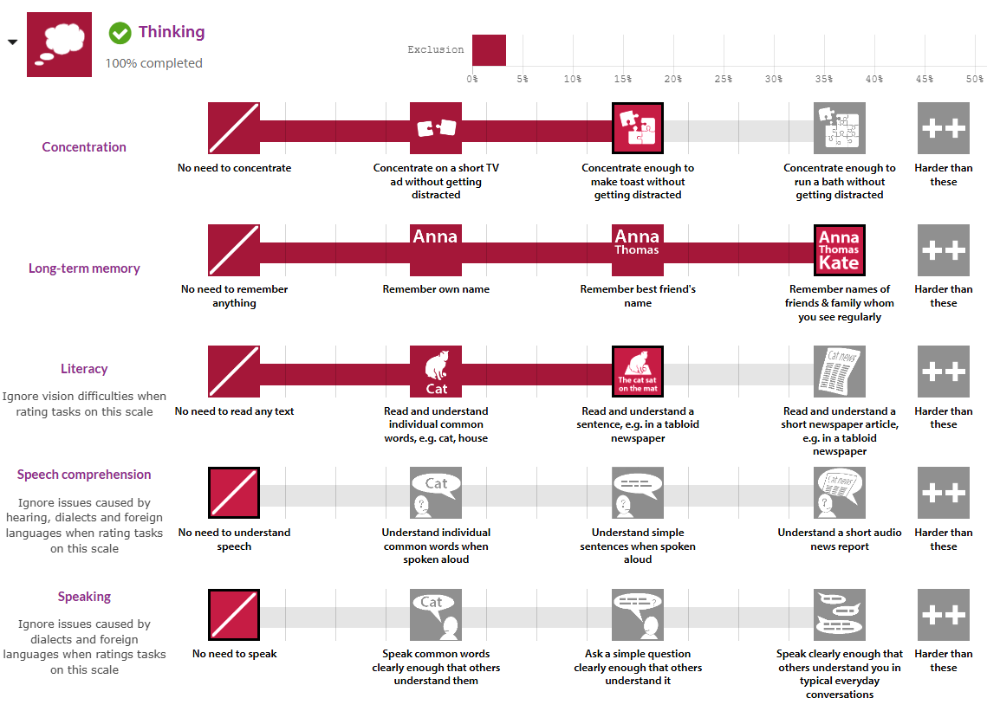 Thinking
100% completed
Exclusion
0% 5% 10% 15% 20% 25% 30% 35% 40% 45% 50%
Concentration
No need to concentrate
Concentrate on a short TV
ad without getting
distracted
Concentrate enough to
make toast without
getting distracted
Concentrate enough to
run a bath without
getting distracted
Harder than
these
Long-term memory
Anna
Anna
Thomas
Anna
Thomas
Kate
No need to remember
anything
Remember own name
Remember best friend's
name
Remember names of
friends & family whom
you see regularly
Harder than
these
Literacy
Ignore vision difficulties when
rating tasks on this scale
Cat
The cat sat
on the mat
Cat news
No need to read any text
Read and understand
individual common
words, e.g. cat, house
Read and understand a
sentence, e.g. in a tabloid
newspaper
Read and understand a
short newspaper article,
e.g. in a tabloid
newspaper
Harder than
these
Speech comprehension
Ignore issues caused by
hearing, dialects and foreign
languages when rating tasks
on this scale
Cat
?
?
Cat news
?
No need to understand
speech
Understand individual
common words when
spoken aloud
Understand simple
sentences when spoken
aloud
Understand a short audio
news report
Harder than
these
Speaking
Ignore issues caused by
dialects and foreign
languages when ratings tasks
on this scale
Cat
?
No need to speak
Speak common words
clearly enough that others
understand them
Ask a simple question
clearly enough that others
understand it
Speak clearly enough that
others understand you in
typical everyday
conversations
Harder than
these